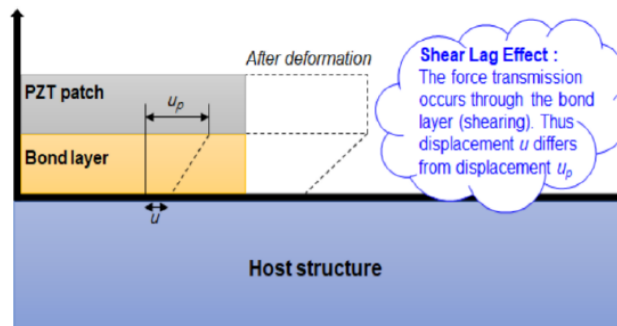 After deformation
Shear Lag Effect :
The force transmission
occurs through the bond
layer (shearing). Thus
displacement u differs
from displacement up
PZT patch
up
Bond layer
u
Host structure